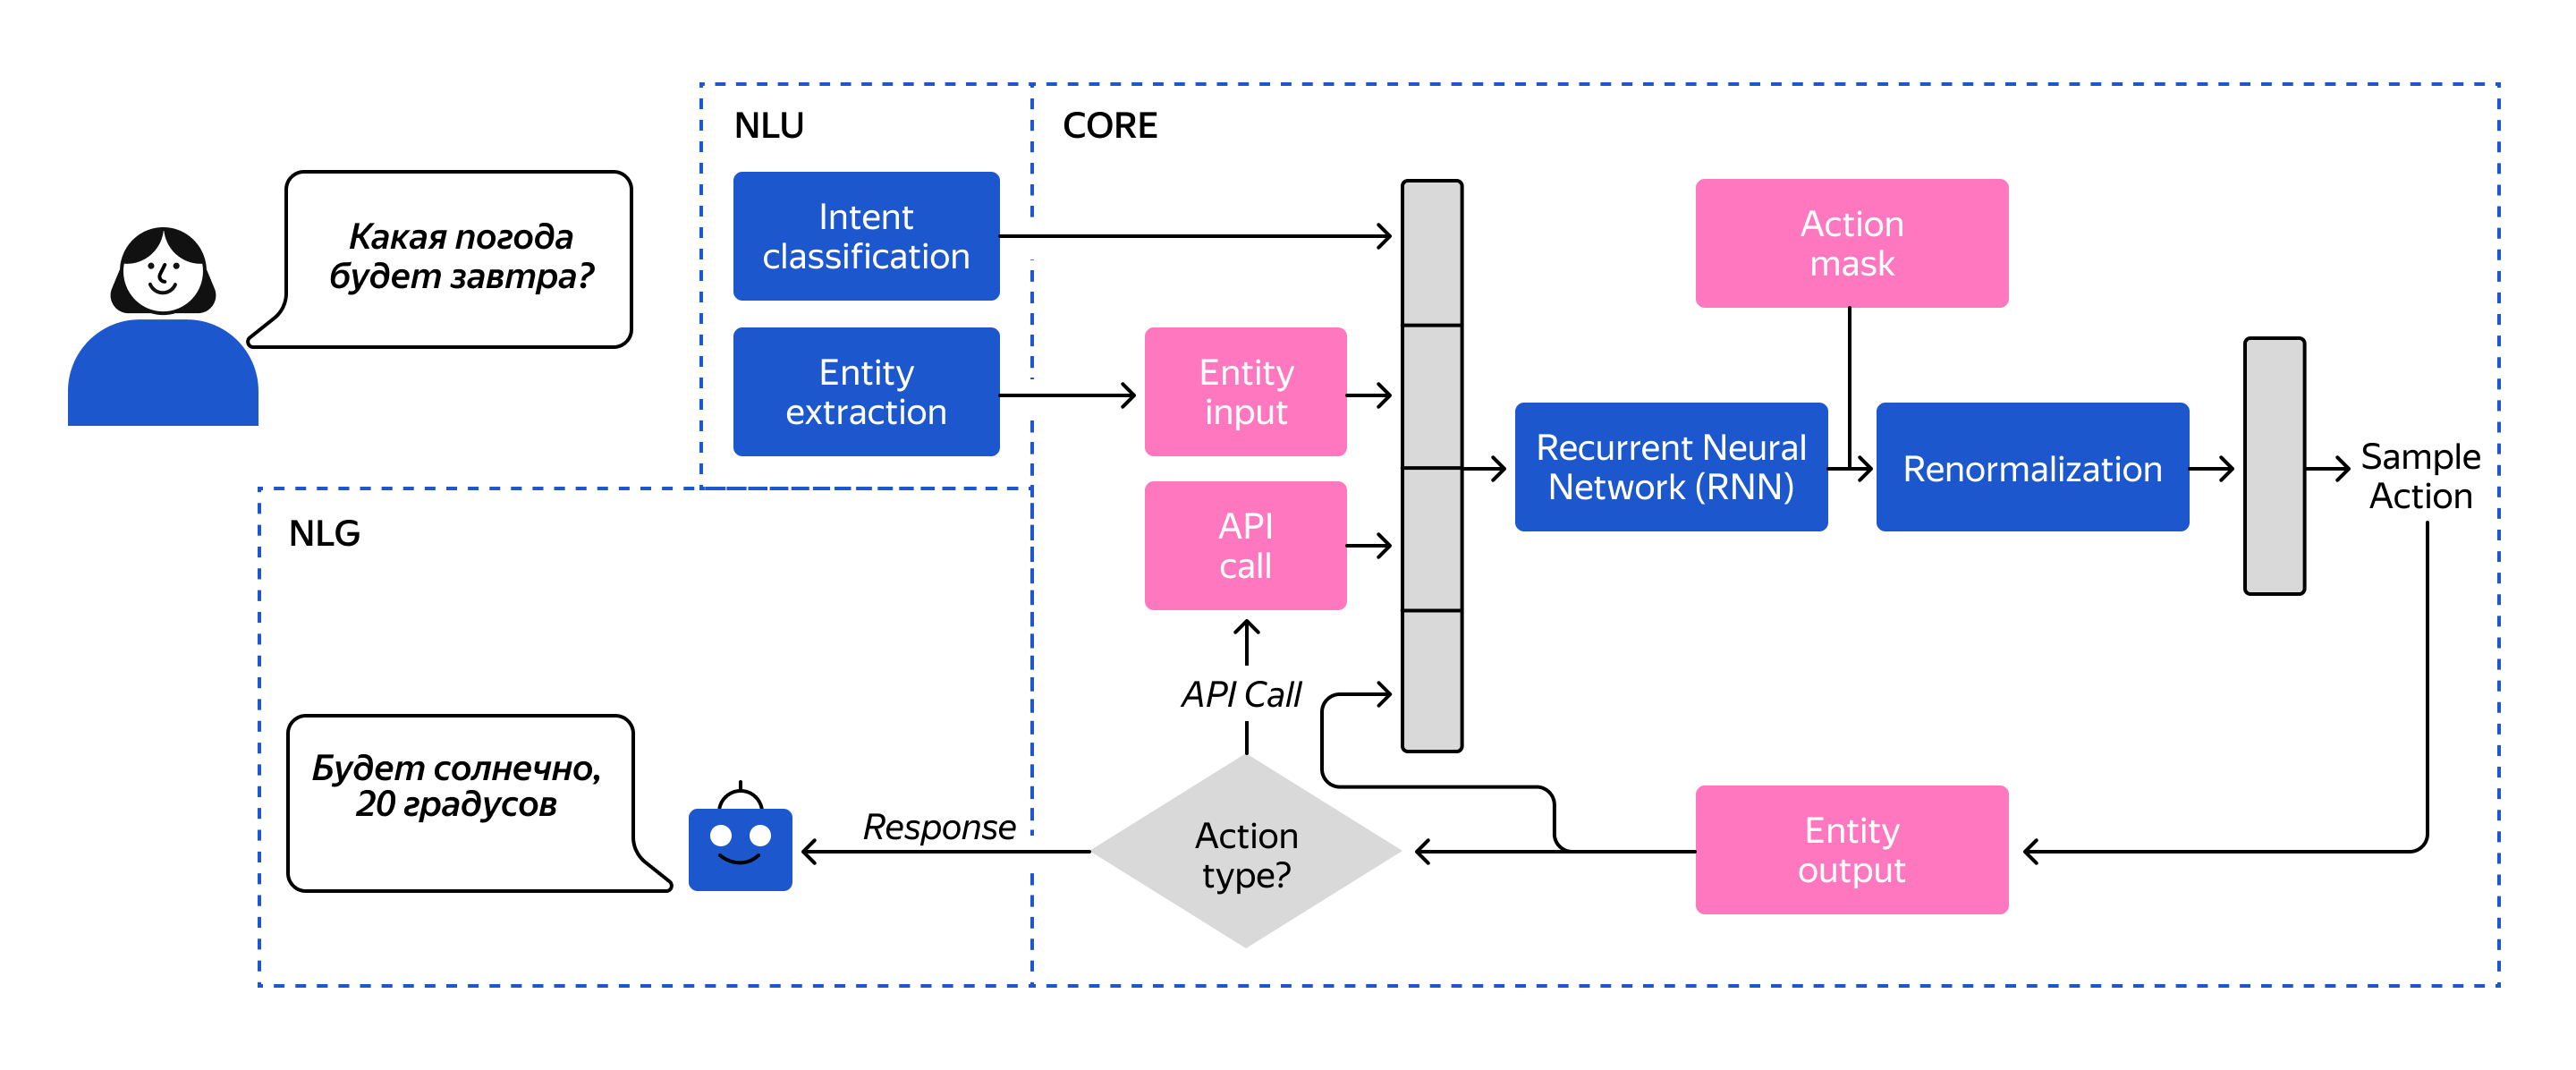 NLU
CORE
Какая погода
будет завтра?
Intent
classification
Action
mask
Entity
extraction
Entity
input
Recurrent Neural
Network (RNN)
Renormalization
Sample
Action
NLG
API
call
API Call
Будет солнечно,
20 градусов
Response
Action
type?
Entity
output